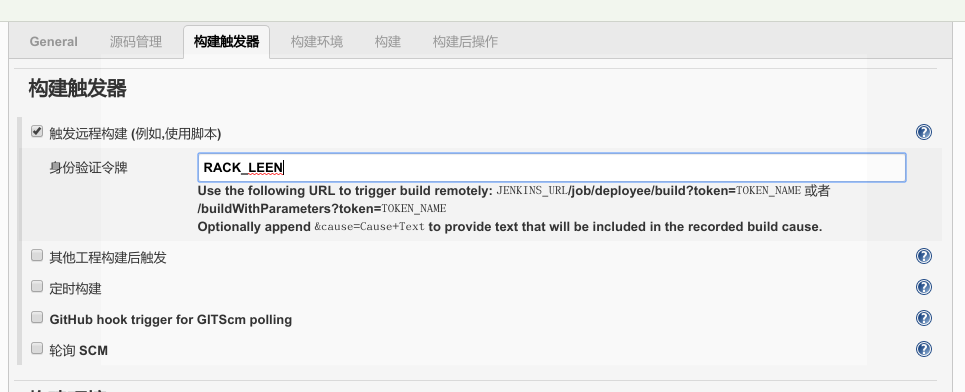 General 源码管理 构建触发器 构建环境 构建 构建后操作
构建触发器
触发远程构建 (例如,使用脚本)
身份验证令牌 RACK_LEEN
Use the following URL to trigger build remotely: JENKINS_URL/job/deployee/build?token=TOKEN_NAME 或者
/buildWithParameters?token=TOKEN_NAME
Optionally append &cause=Cause+Text to provide text that will be included in the recorded build cause.
其他工程构建后触发
定时构建
GitHub hook trigger for GITScm polling
轮询 SCM